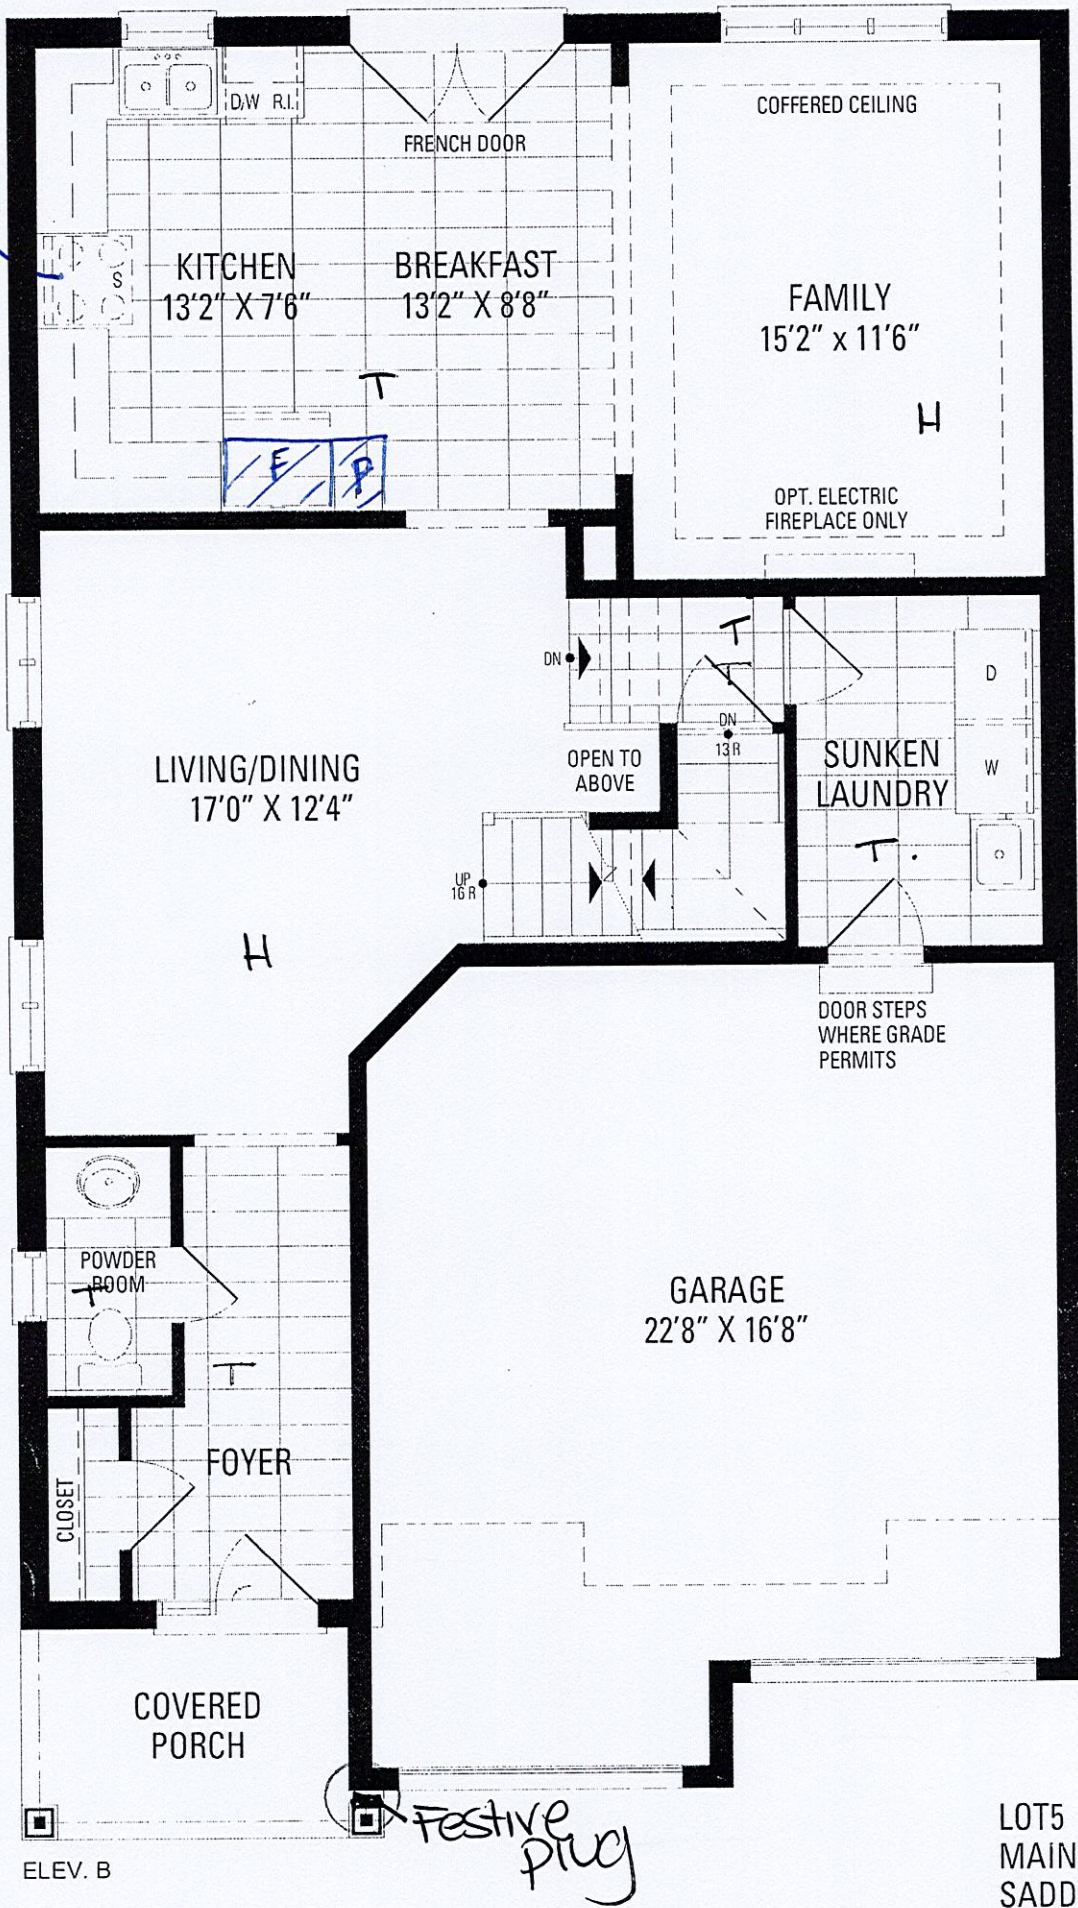 D/W R.I.
FRENCH DOOR
COFFERED CEILING
S
KITCHEN
13'2" X 7'6"
BREAKFAST
13'2" X 8'8"
FAMILY
15'2" x 11'6"
T
H
F
P
OPT. ELECTRIC
FIREPLACE ONLY
T
T
DN
DN
13 R
D
OPEN TO
ABOVE
SUNKEN
LAUNDRY
W
LIVING/DINING
17'0" X 12'4"
T.
UP
16 R
H
DOOR STEPS
WHERE GRADE
PERMITS
POWDER
ROOM
T
GARAGE
22'8" X 16'8"
T
FOYER
CLOSET
COVERED
PORCH
Festive
plug
ELEV. B
LOT5
MAIN
SADD